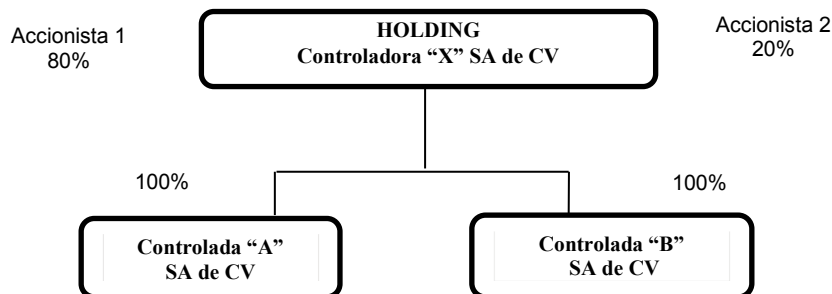 Accionista 1
80%
HOLDING
Controladora “X” SA de CV
Accionista 2
20%
100%
100%
Controlada “A”
SA de CV
Controlada “B”
SA de CV